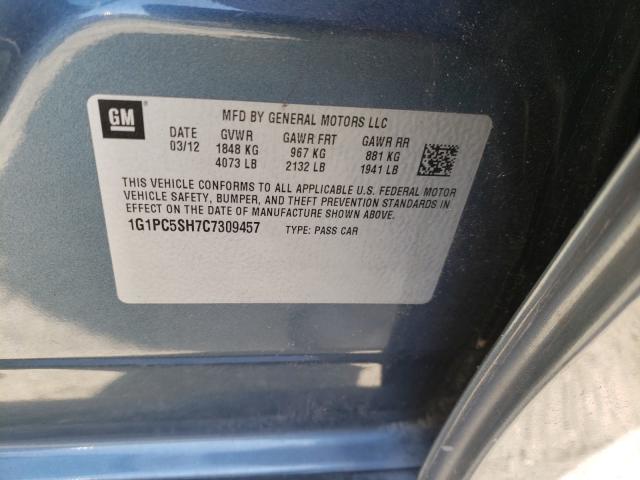 GM
MFD BY GENERAL MOTORS LLC
DATE GVWR GAWR FRT GAWR RR
03/12 1848 KG 967 KG 881 KG
4073 LB 2132 LB 1941 LB
THIS VEHICLE CONFORMS TO ALL APPLICABLE U.S. FEDERAL MOTOR
VEHICLE SAFETY, BUMPER, AND THEFT PREVENTION STANDARDS IN
EFFECT ON THE DATE OF MANUFACTURE SHOWN ABOVE.
1G1PC5SH7C7309457 TYPE: PASS CAR